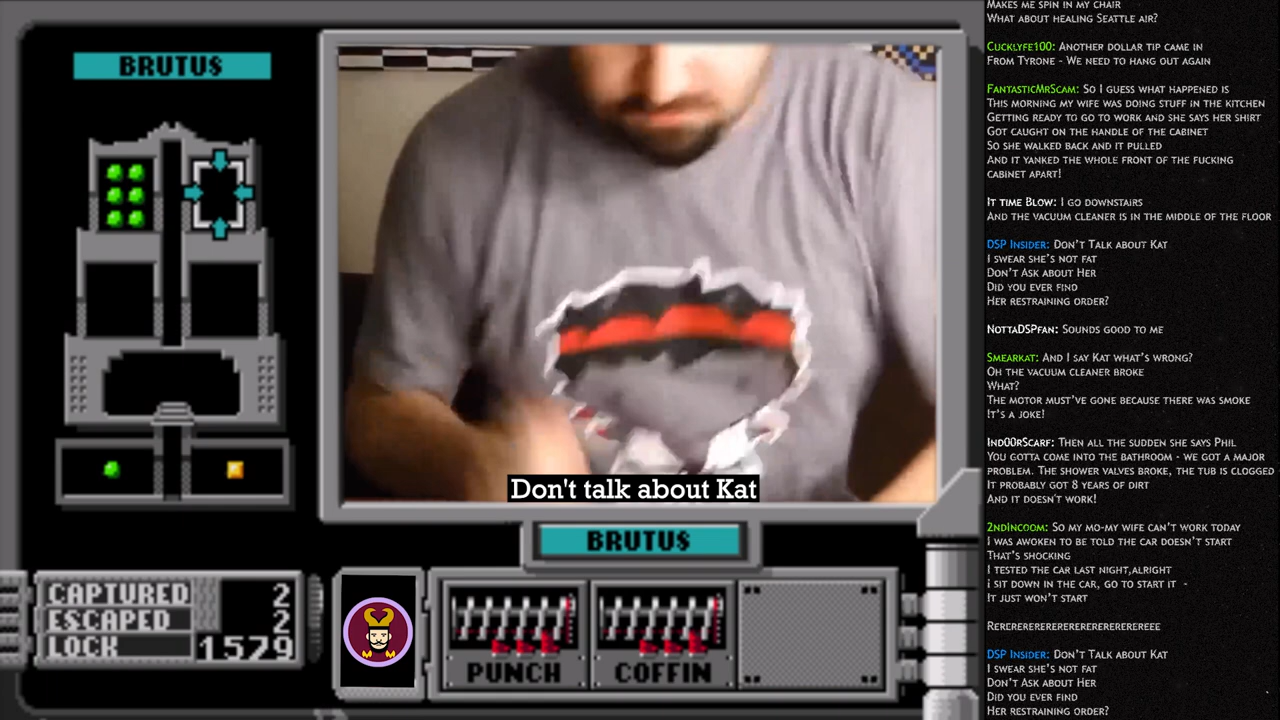 BRUTUS
Don't talk about Kat
BRUTUS
CAPTURED 2
ESCAPED 2
LOCK 1579
PUNCH
COFFIN
Makes me spin in my chair
What about healing Seattle air?
Cucklyfe100: Another dollar tip came in
From Tyrone - We need to hang out again
FantasticMrScam: So I guess what happened is
This morning my wife was doing stuff in the kitchen
Getting ready to go to work and she says her shirt
Got caught on the handle of the cabinet
So she walked back and it pulled
And it yanked the whole front of the fucking
cabinet apart!
It time Blow: I go downstairs
And the vacuum cleaner is in the middle of the floor
DSP Insider: Don't Talk about Kat
I swear she's not fat
Don't Ask about Her
Did you ever find
Her restraining order?
NottaDSPfan: Sounds good to me
Smearkat: And I say Kat what's wrong?
Oh the vacuum cleaner broke
What?
The motor must've gone because there was smoke
It's a joke!
Ind00rScarf: Then all the sudden she says Phil
You gotta come into the bathroom - we got a major
problem. The shower valves broke, the tub is clogged
It probably got 8 years of dirt
And it doesn't work!
2ndIncoom: So my mo-my wife can't work today
I was awoken to be told the car doesn't start
That's shocking
I tested the car last night,alright
I sit down in the car, go to start it -
It just won't start
Rerererererererererererereee
DSP Insider: Don't Talk about Kat
I swear she's not fat
Don't Ask about Her
Did you ever find
Her restraining order?